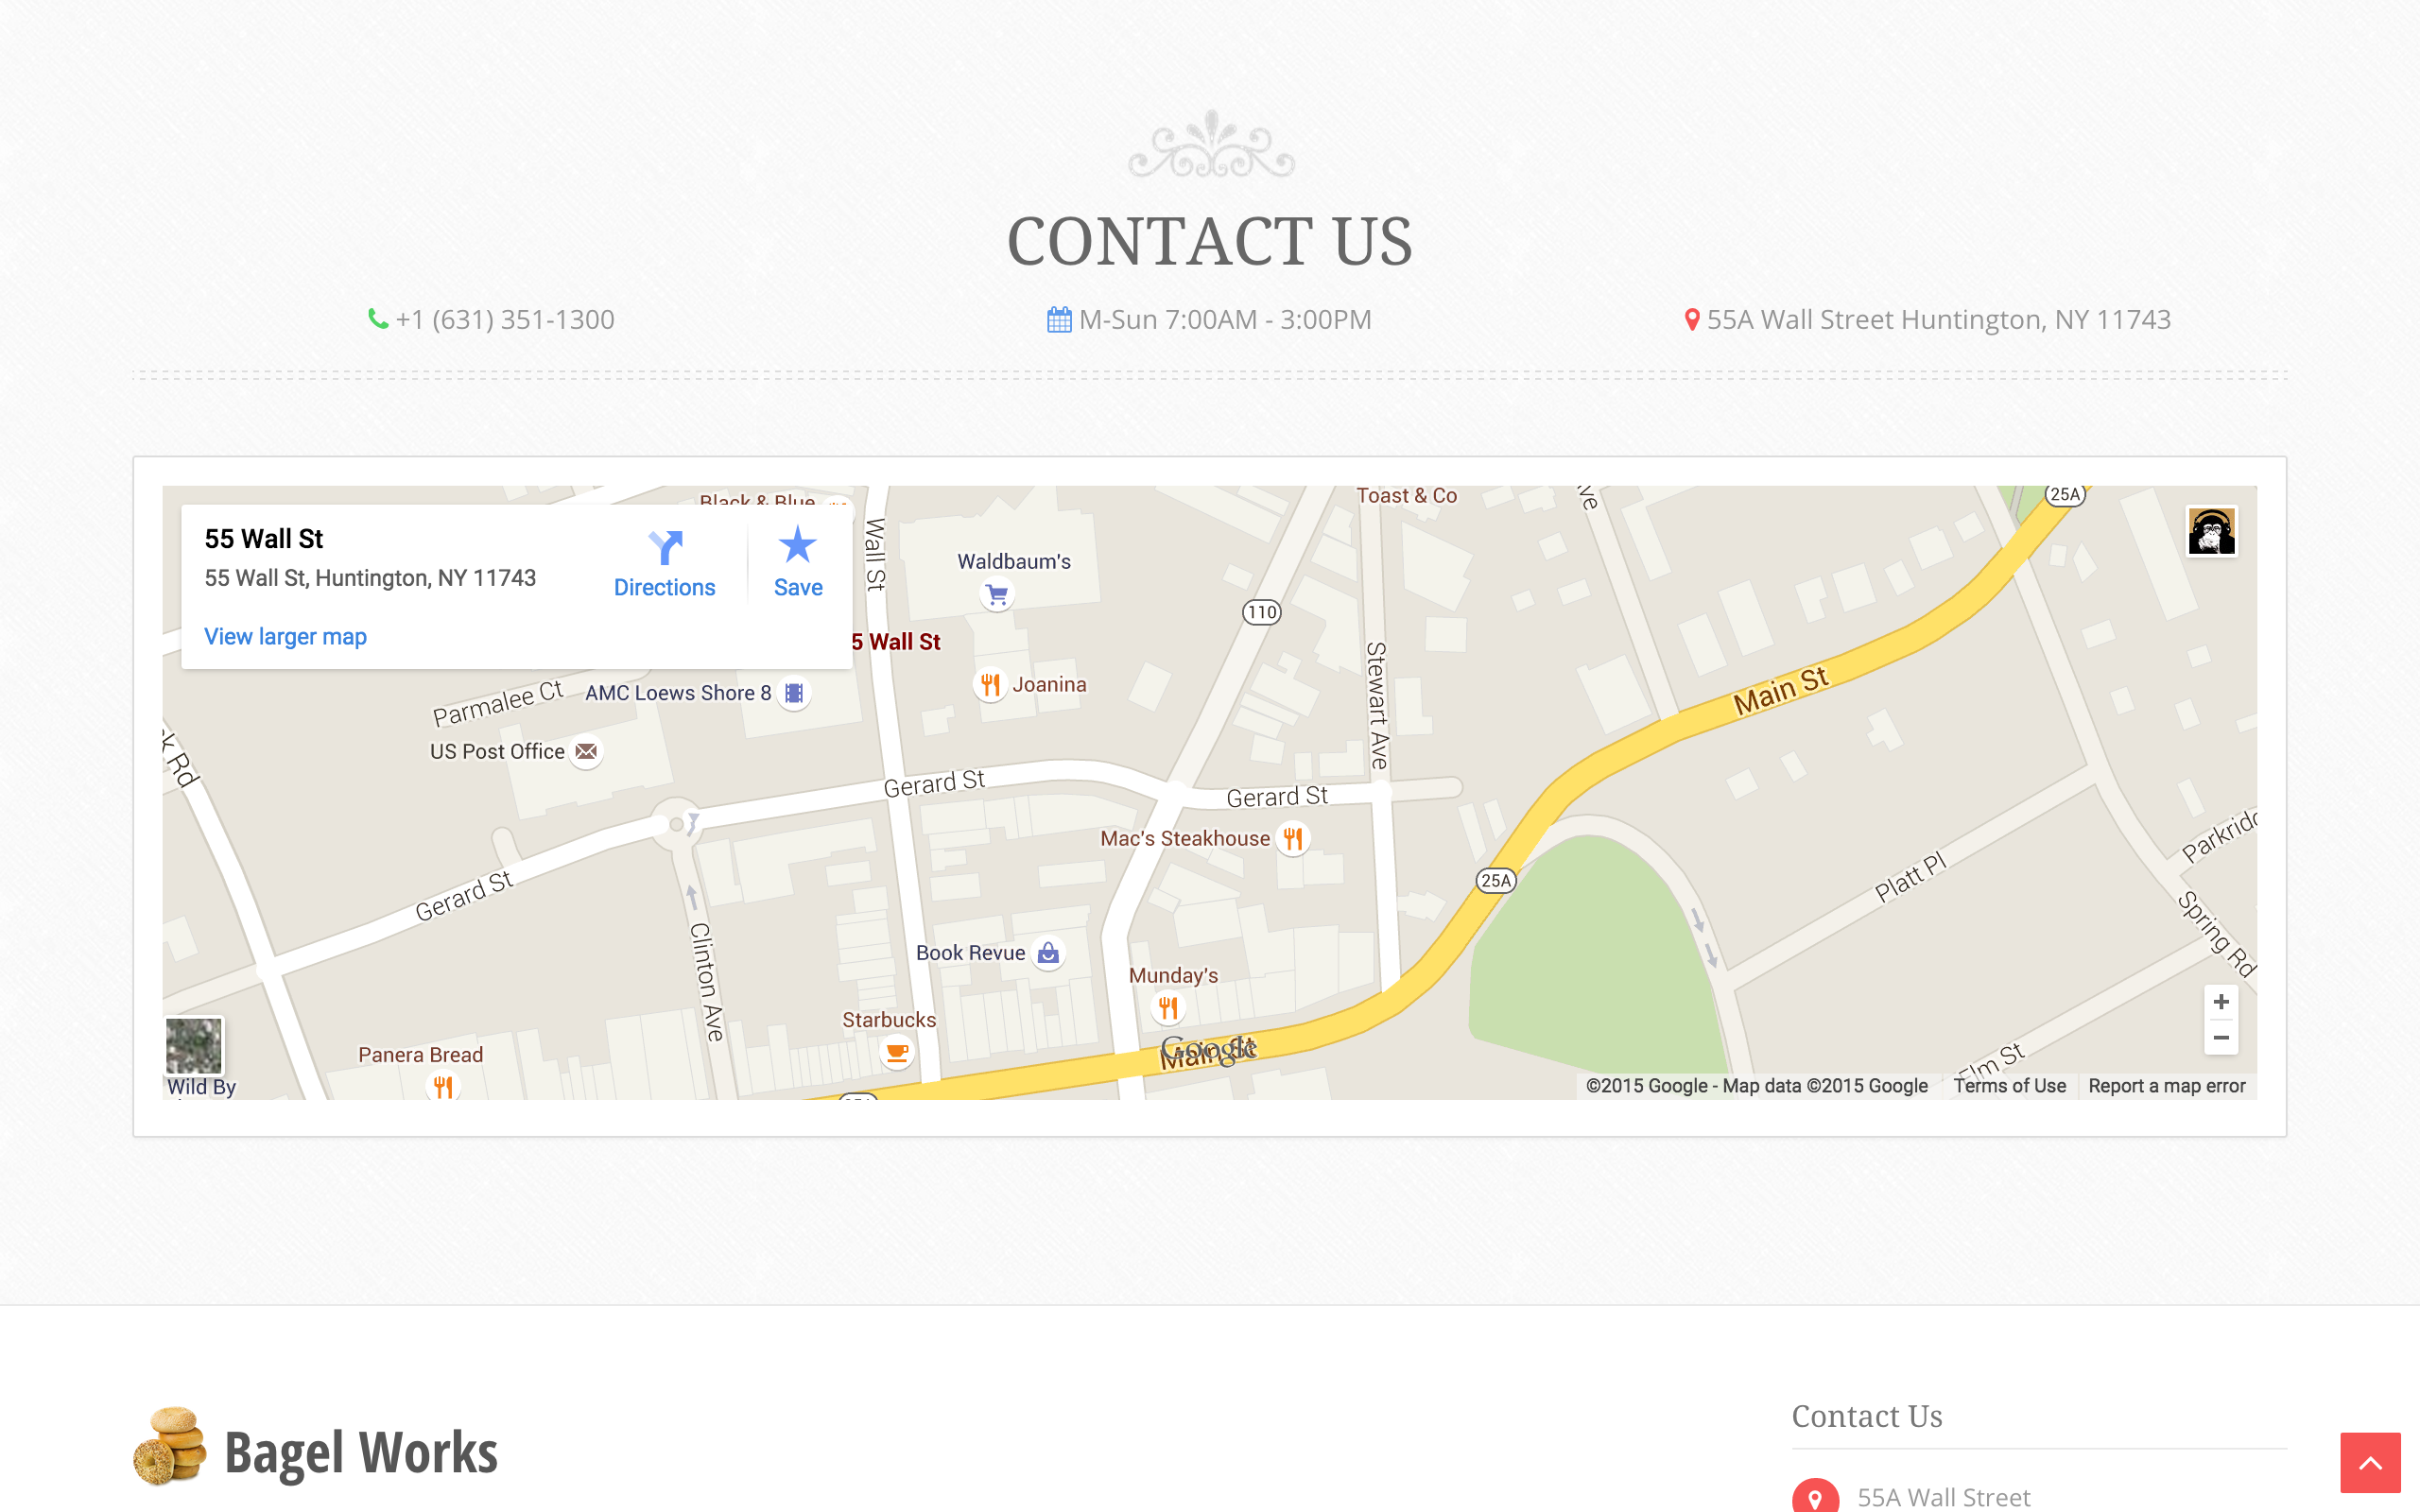 CONTACT US
+1 (631) 351-1300
M-Sun 7:00AM - 3:00PM
55A Wall Street Huntington, NY 11743
Black & Blue
Toast & Co
25A
55 Wall St
55 Wall St, Huntington, NY 11743
Directions
Save
View larger map
Wall St
Waldbaum's
110
5 Wall St
Joanina
Stewart Ave
Main St
Parmalee Ct
AMC Loews Shore 8
US Post Office
Rd
Gerard St
Gerard St
Mac's Steakhouse
25A
Gerard St
Platt Pl
Spring Rd
Clinton Ave
Book Revue
Munday's
Starbucks
Main St
Google
Panera Bread
Wild By
Elm St
©2015 Google - Map data ©2015 Google
Terms of Use
Report a map error
Bagel Works
Contact Us
55A Wall Street